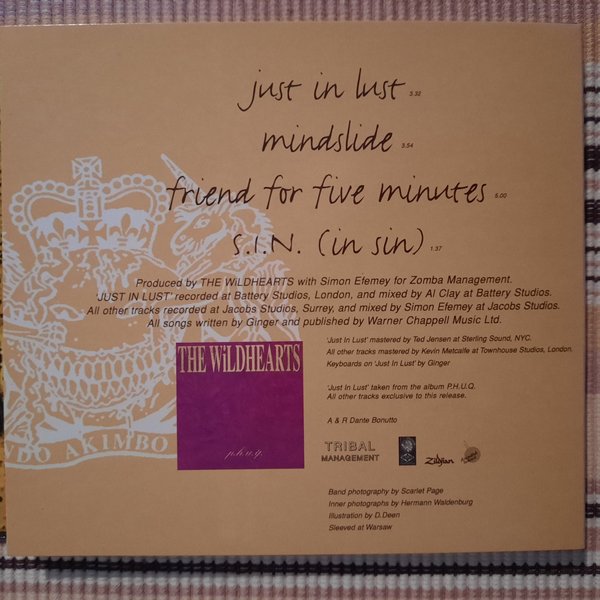 just in lust 3.32
mindslide 3.54
friend for five minutes 5.00
S.I.N. (in sin) 1.37
Produced by THE WiLDHEARTS with Simon Efemey for Zomba Management.
'JUST IN LUST' recorded at Battery Studios, London, and mixed by Al Clay at Battery Studios.
All other tracks recorded at Jacobs Studios, Surrey, and mixed by Simon Efemey at Jacobs Studios.
All songs written by Ginger and published by Warner Chappell Music Ltd.
'Just In Lust' mastered by Ted Jensen at Sterling Sound, NYC.
All other tracks mastered by Kevin Metcalfe at Townhouse Studios, London.
Keyboards on 'Just In Lust' by Ginger
'Just In Lust' taken from the album P.H.U.Q.
All other tracks exclusive to this release.
A & R Dante Bonutto
THE WiLDHEARTS
p.h.u.q.
NDO AKIMBO
TRIBAL
MANAGEMENT
Zildjian
Band photography by Scarlet Page
Inner photographs by Hermann Waldenburg
Illustration by D.Deen
Sleeved at Warsaw